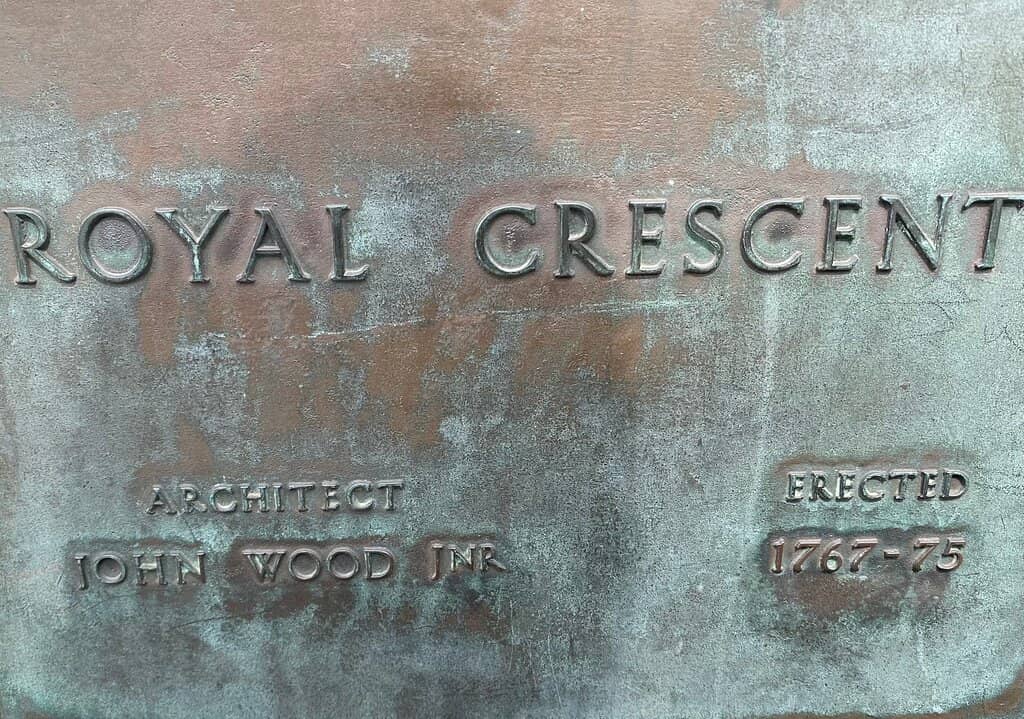 ROYAL CRESCENT
ARCHITECT
JOHN WOOD JNR
ERECTED
1767-75